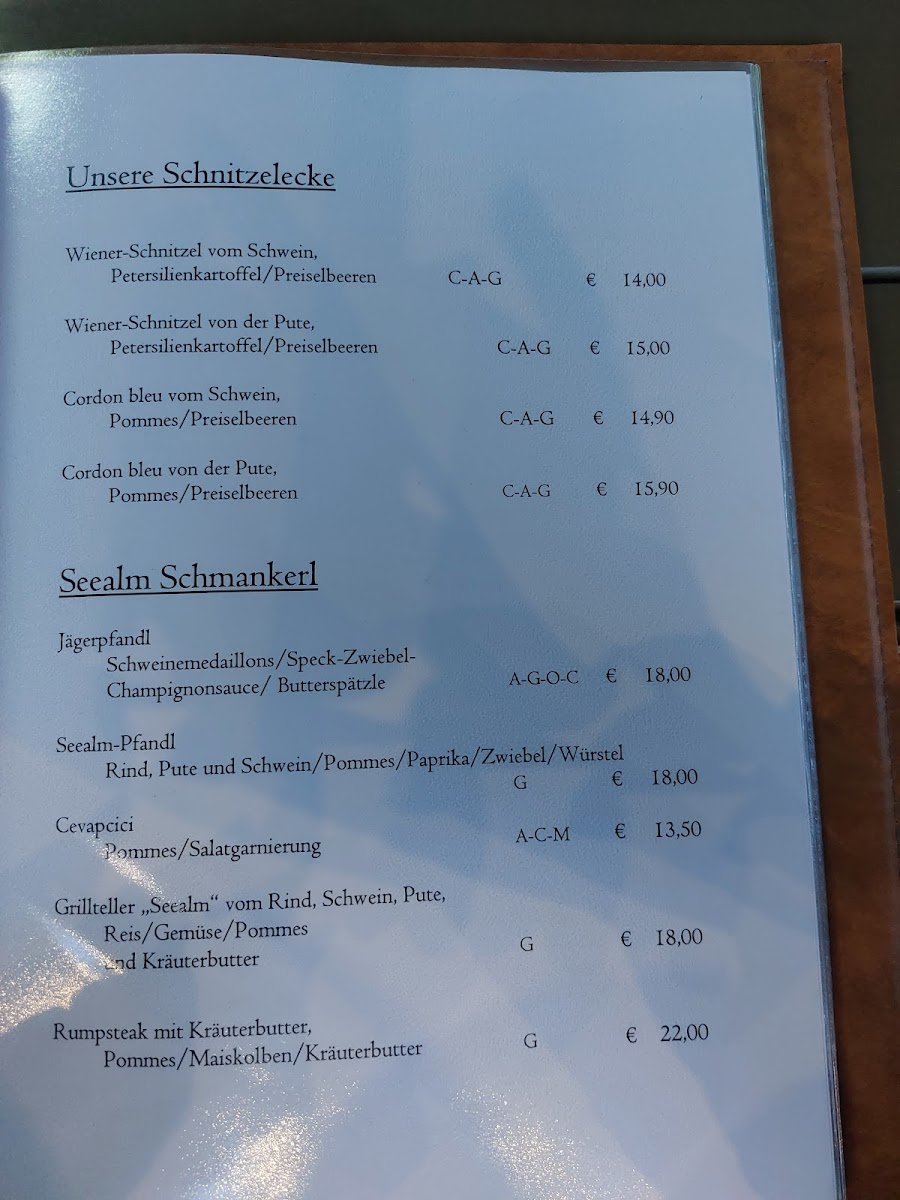 Unsere Schnitzelecke
Wiener-Schnitzel vom Schwein,
Petersilienkartoffel/Preiselbeeren C-A-G € 14,00
Wiener-Schnitzel von der Pute,
Petersilienkartoffel/Preiselbeeren C-A-G € 15,00
Cordon bleu vom Schwein,
Pommes/Preiselbeeren C-A-G € 14,90
Cordon bleu von der Pute,
Pommes/Preiselbeeren C-A-G € 15,90
Seealm Schmankerl
Jägerpfandl
Schweinemedaillons/Speck-Zwiebel-
Champignonsauce/ Butterspätzle A-G-O-C € 18,00
Seealm-Pfandl
Rind, Pute und Schwein/Pommes/Paprika/Zwiebel/Würstel
G € 18,00
Cevapcici
Pommes/Salatgarnierung A-C-M € 13,50
Grillteller „Seealm“ vom Rind, Schwein, Pute,
Reis/Gemüse/Pommes G € 18,00
und Kräuterbutter
Rumpsteak mit Kräuterbutter,
Pommes/Maiskolben/Kräuterbutter G € 22,00